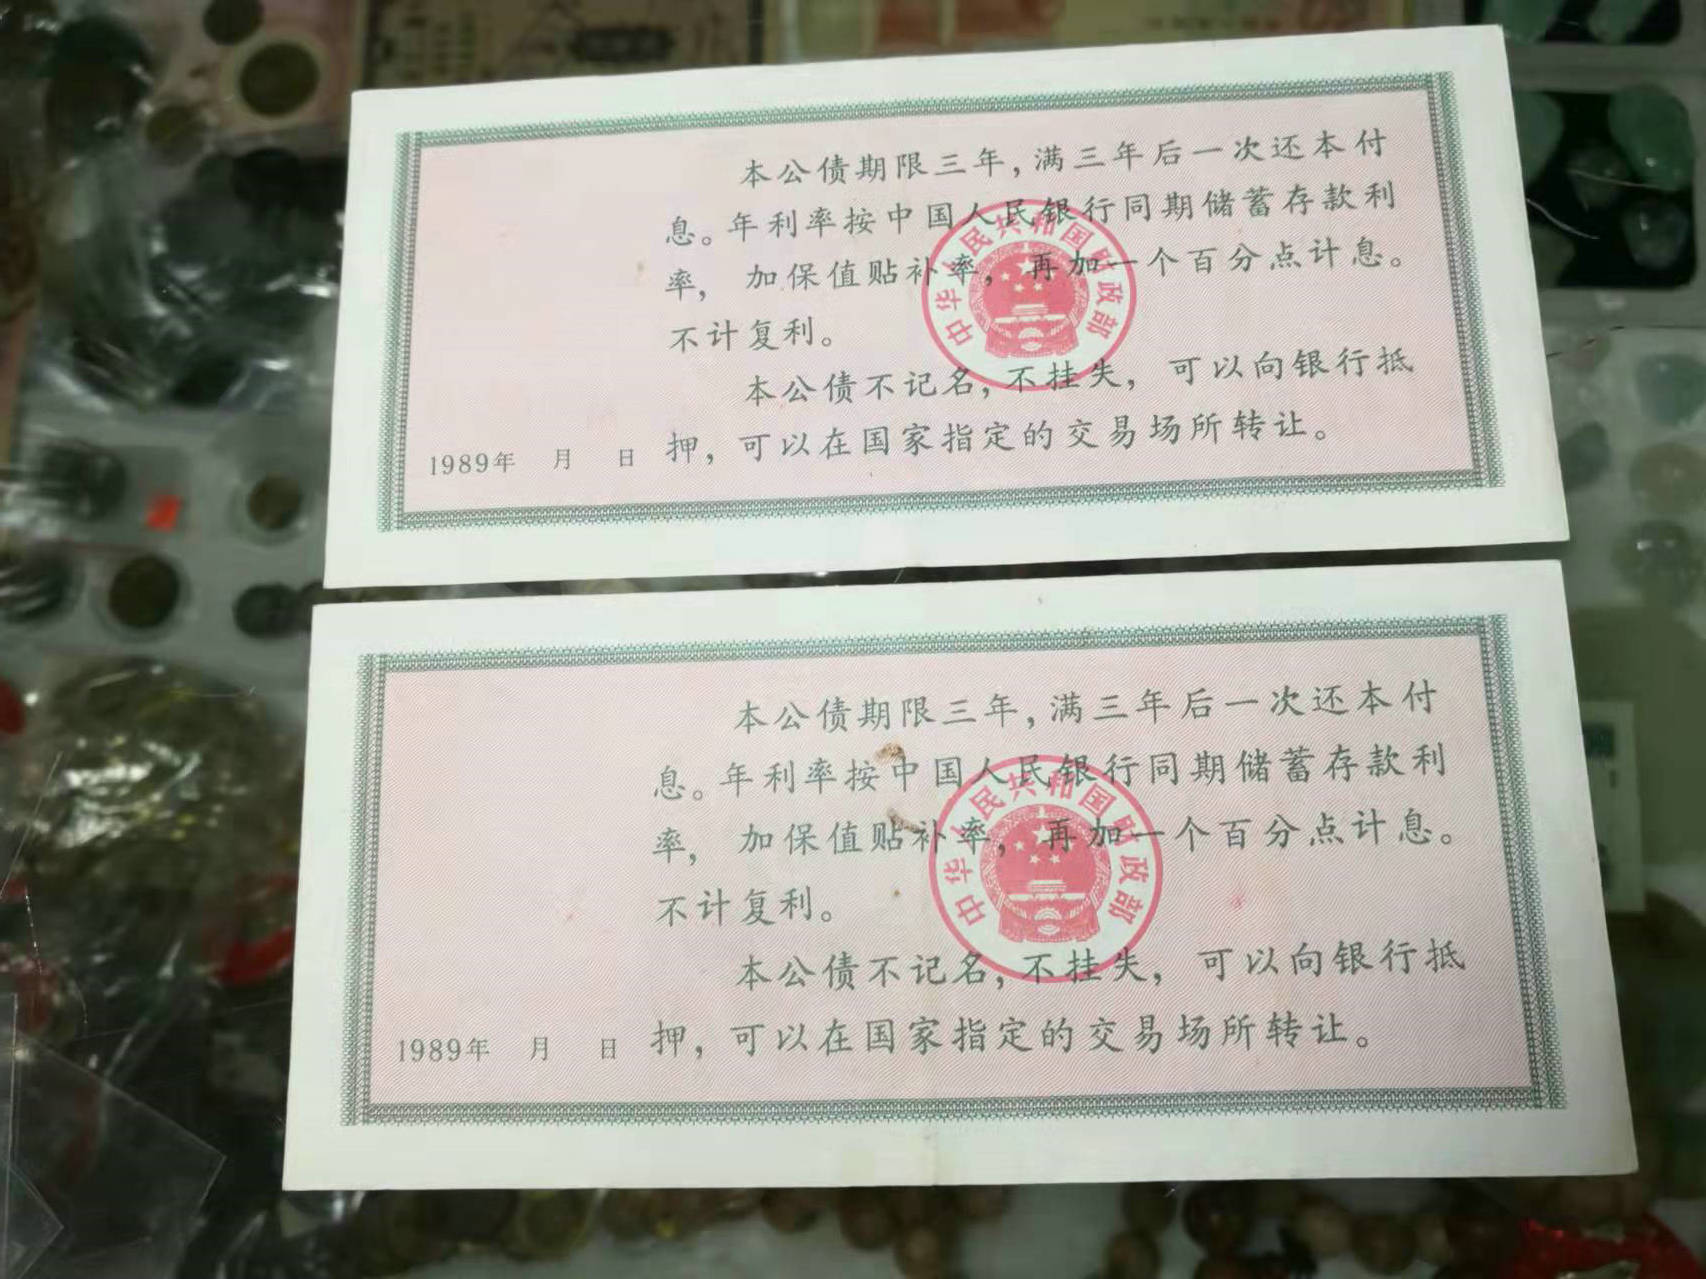 本公债期限三年，满三年后一次还本付
息。年利率按中国人民银行同期储蓄存款利
率，加保值贴补率，再加一个百分点计息。
不计复利。
本公债不记名，不挂失，可以向银行抵
押，可以在国家指定的交易场所转让。
1989年 月 日
中华人民共和国财政部
本公债期限三年，满三年后一次还本付
息。年利率按中国人民银行同期储蓄存款利
率，加保值贴补率，再加一个百分点计息。
不计复利。
本公债不记名，不挂失，可以向银行抵
押，可以在国家指定的交易场所转让。
1989年 月 日
中华人民共和国财政部